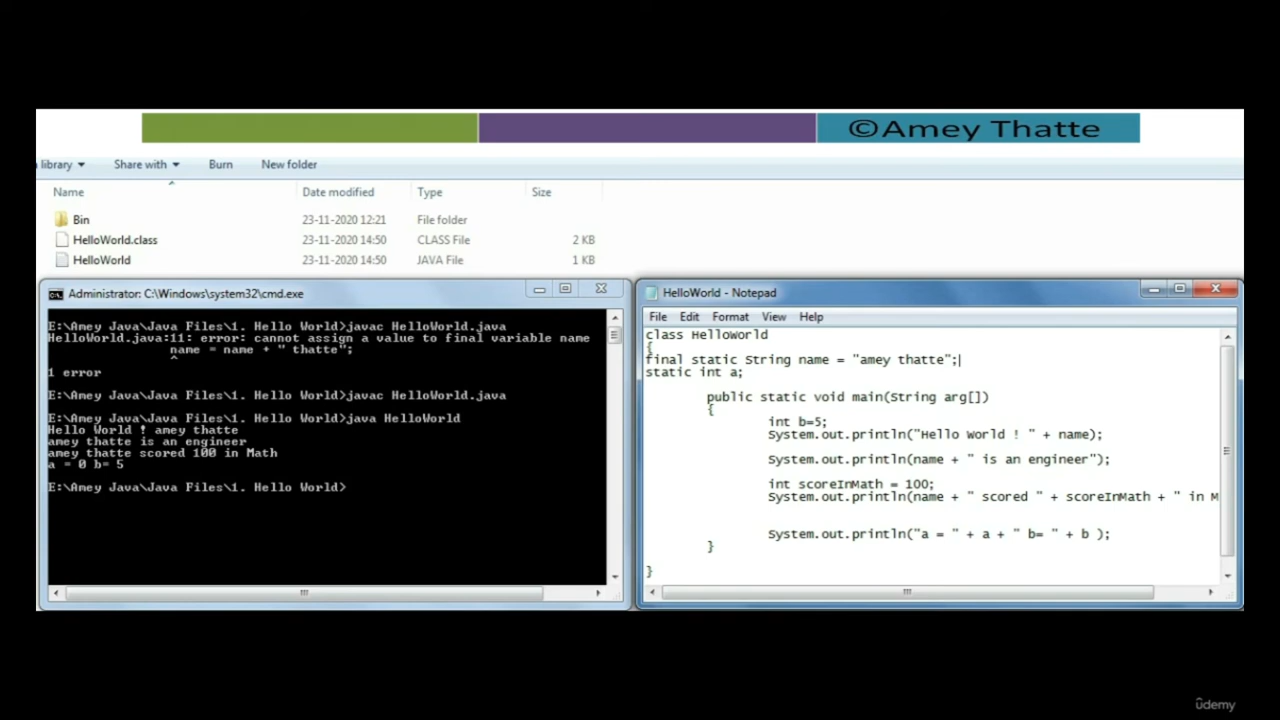 ©Amey Thatte
library Share with Burn New folder
Name Date modified Type Size
Bin 23-11-2020 12:21 File folder
HelloWorld.class 23-11-2020 14:50 CLASS File 2 KB
HelloWorld 23-11-2020 14:50 JAVA File 1 KB
Administrator: C:\Windows\system32\cmd.exe
E:\Amey Java\Java Files\1. Hello World>javac HelloWorld.java
HelloWorld.java:11: error: cannot assign a value to final variable name
name = name + " thatte";
^
1 error
E:\Amey Java\Java Files\1. Hello World>javac HelloWorld.java
E:\Amey Java\Java Files\1. Hello World>java HelloWorld
Hello World ! amey thatte
amey thatte is an engineer
amey thatte scored 100 in Math
a = 0 b= 5
E:\Amey Java\Java Files\1. Hello World>
HelloWorld - Notepad
File Edit Format View Help
class HelloWorld
{
final static String name = "amey thatte";
static int a;
public static void main(String arg[])
{
int b=5;
System.out.println("Hello World ! " + name);
System.out.println(name + " is an engineer");
int scoreInMath = 100;
System.out.println(name + " scored " + scoreInMath + " in M
System.out.println("a = " + a + " b= " + b );
}
}
ûdemy